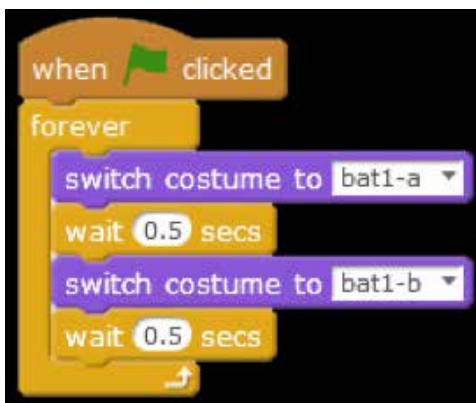 when clicked
forever
switch costume to bat1-a
wait 0.5 secs
switch costume to bat1-b
wait 0.5 secs